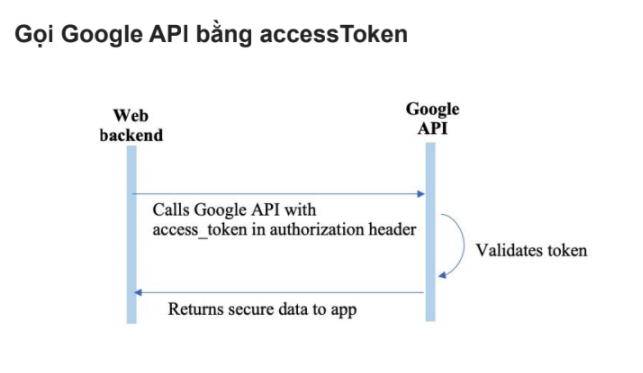 Gọi Google API bằng accessToken
Web
backend
Google
API
Calls Google API with
access_token in authorization header
Validates token
Returns secure data to app